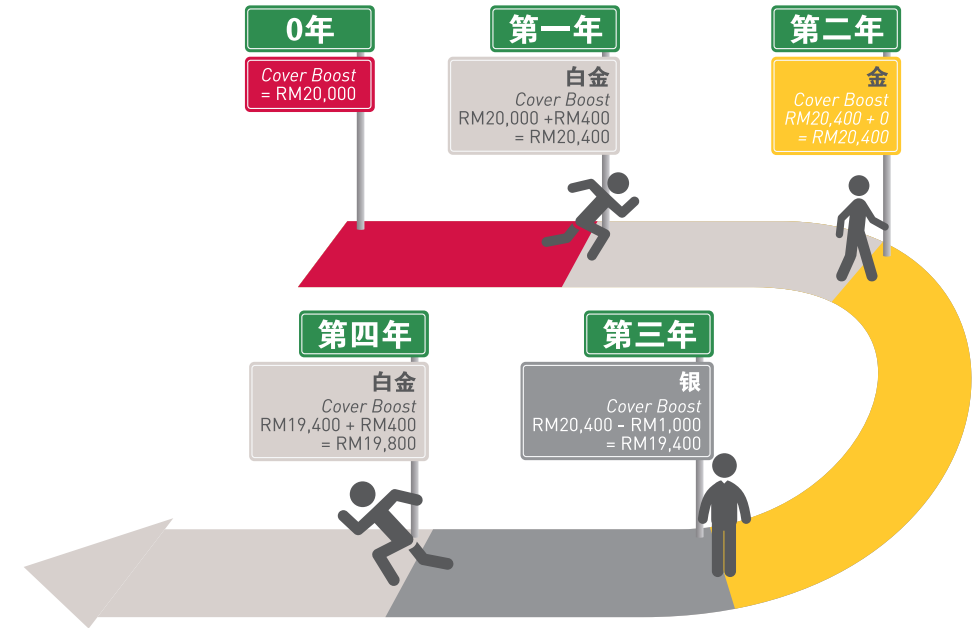 0年
Cover Boost
= RM20,000
第一年
白金
Cover Boost
RM20,000 +RM400
= RM20,400
第二年
金
Cover Boost
RM20,400 + 0
= RM20,400
第三年
银
Cover Boost
RM20,400 - RM1,000
= RM19,400
第四年
白金
Cover Boost
RM19,400 + RM400
= RM19,800